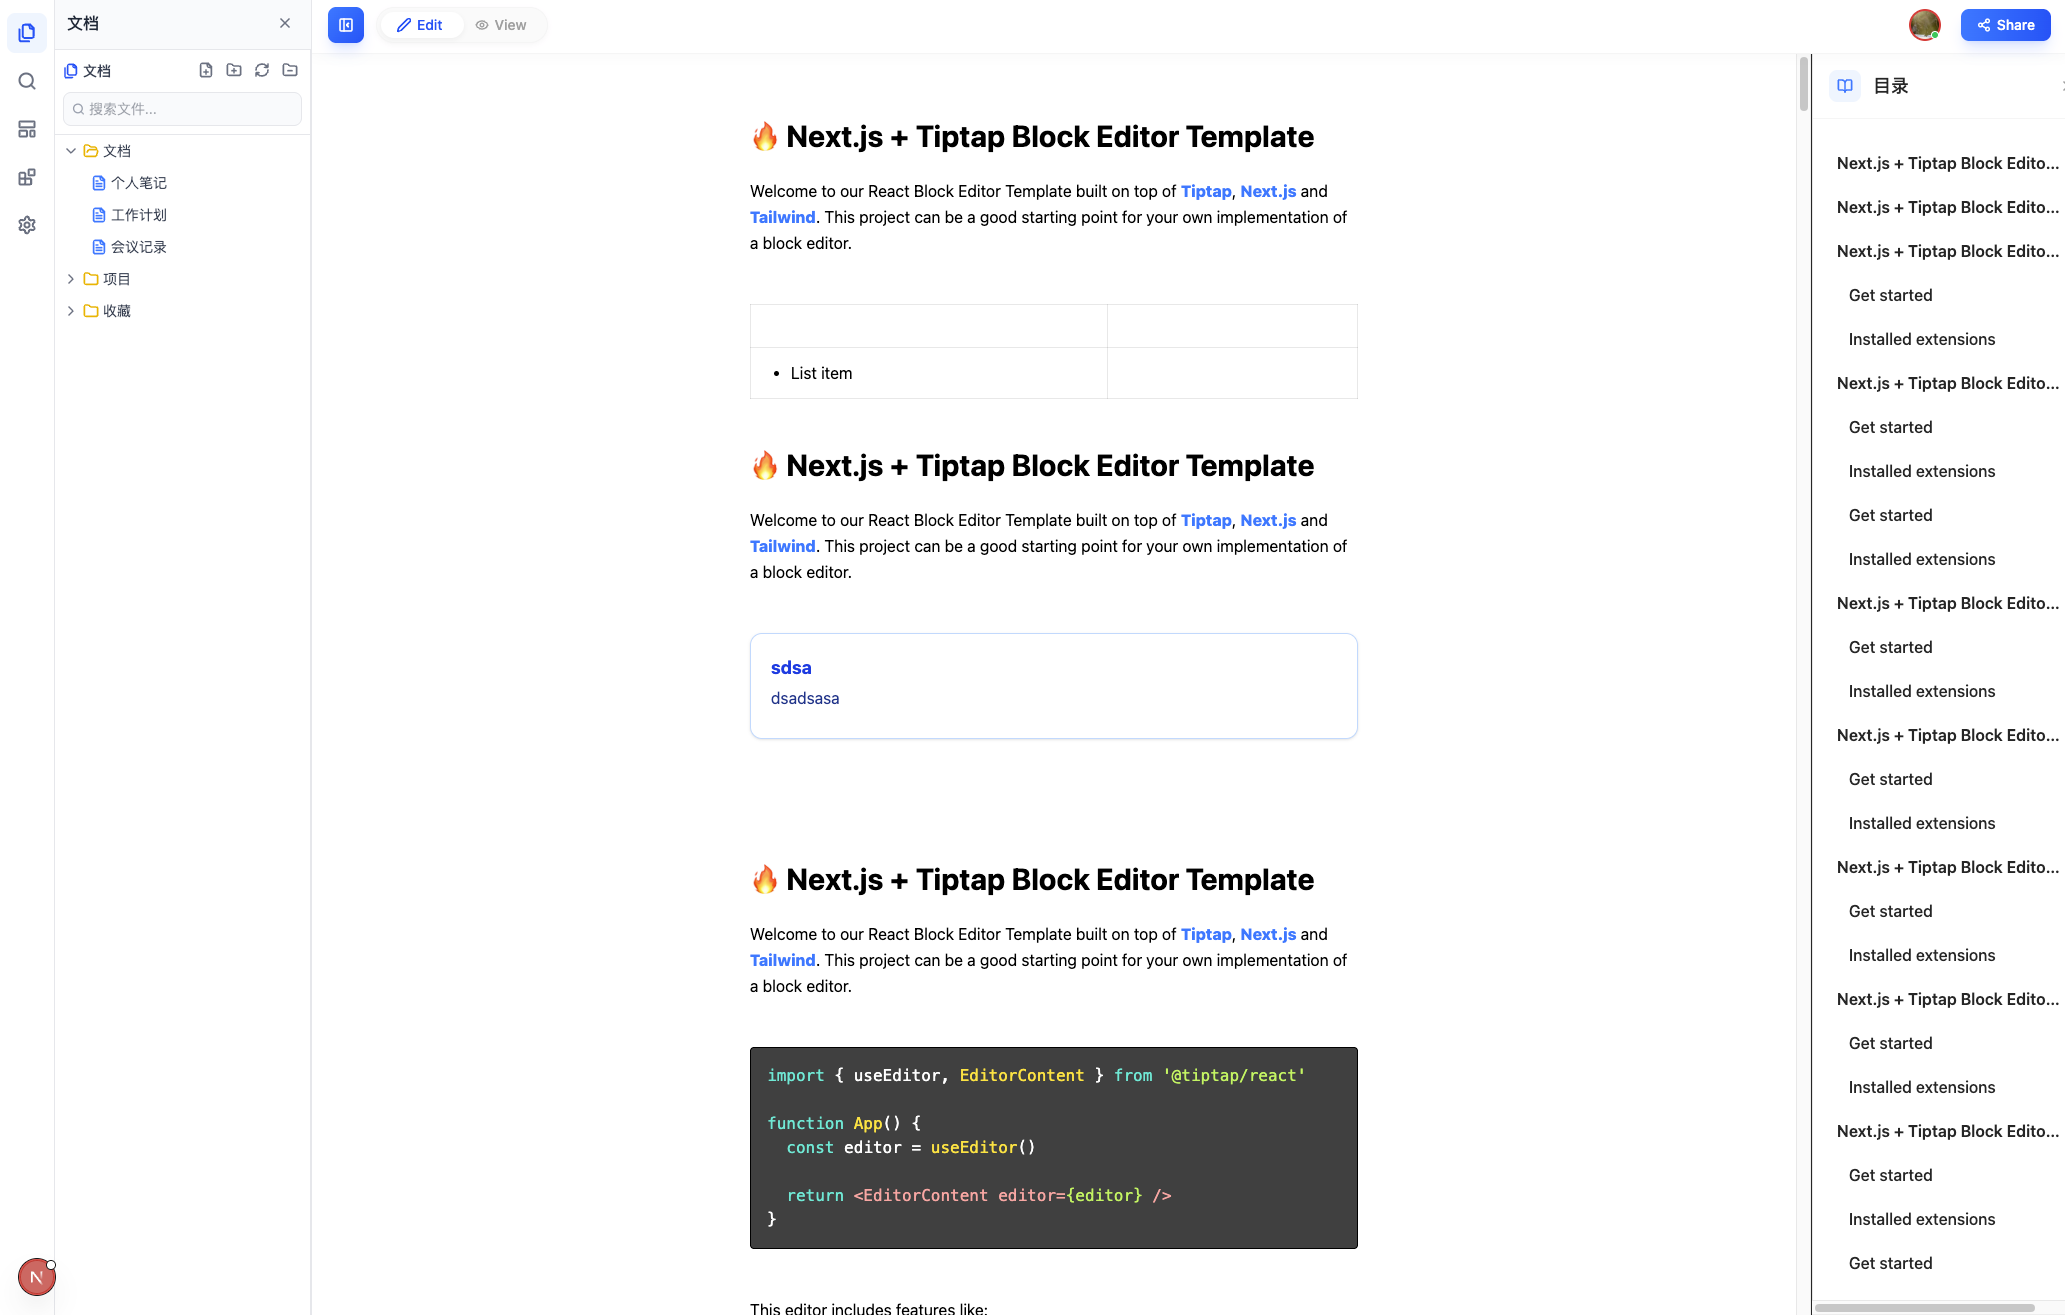 文档
文档
搜索文件...
文档
个人笔记
工作计划
会议记录
项目
收藏
Edit
View
Share
🔥 Next.js + Tiptap Block Editor Template
Welcome to our React Block Editor Template built on top of Tiptap, Next.js and
Tailwind. This project can be a good starting point for your own implementation of
a block editor.
• List item
🔥 Next.js + Tiptap Block Editor Template
Welcome to our React Block Editor Template built on top of Tiptap, Next.js and
Tailwind. This project can be a good starting point for your own implementation of
a block editor.
sdsa
dsadsasa
🔥 Next.js + Tiptap Block Editor Template
Welcome to our React Block Editor Template built on top of Tiptap, Next.js and
Tailwind. This project can be a good starting point for your own implementation of
a block editor.
import { useEditor, EditorContent } from '@tiptap/react'
function App() {
  const editor = useEditor()
  return <EditorContent editor={editor} />
}
This editor includes features like:
目录
Next.js + Tiptap Block Edito...
Next.js + Tiptap Block Edito...
Next.js + Tiptap Block Edito...
Get started
Installed extensions
Next.js + Tiptap Block Edito...
Get started
Installed extensions
Get started
Installed extensions
Next.js + Tiptap Block Edito...
Get started
Installed extensions
Next.js + Tiptap Block Edito...
Get started
Installed extensions
Next.js + Tiptap Block Edito...
Get started
Installed extensions
Next.js + Tiptap Block Edito...
Get started
Installed extensions
Next.js + Tiptap Block Edito...
Get started
Installed extensions
Get started
N